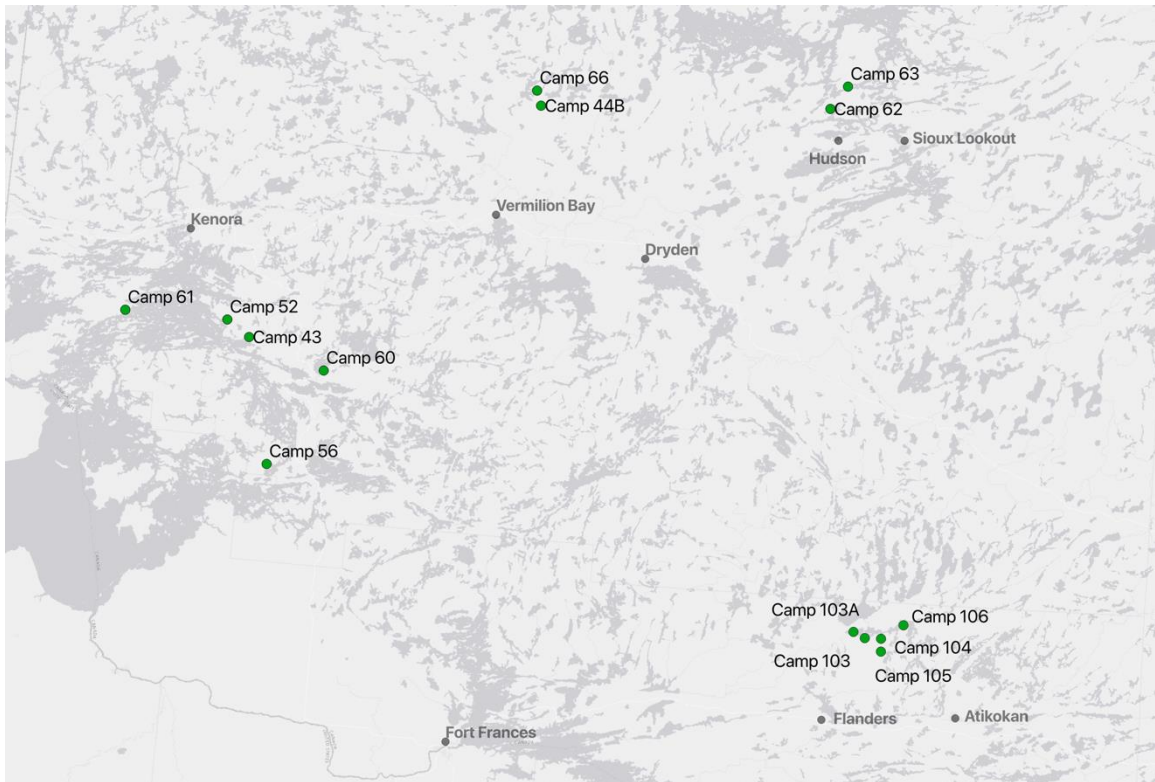 Camp 63
Camp 66
Camp 44B
Camp 62
Sioux Lookout
Hudson
Vermilion Bay
Kenora
Dryden
Camp 61
Camp 52
Camp 43
Camp 60
Camp 56
Camp 103A
Camp 106
Camp 104
Camp 103
Camp 105
Atikokan
Flanders
Fort Frances